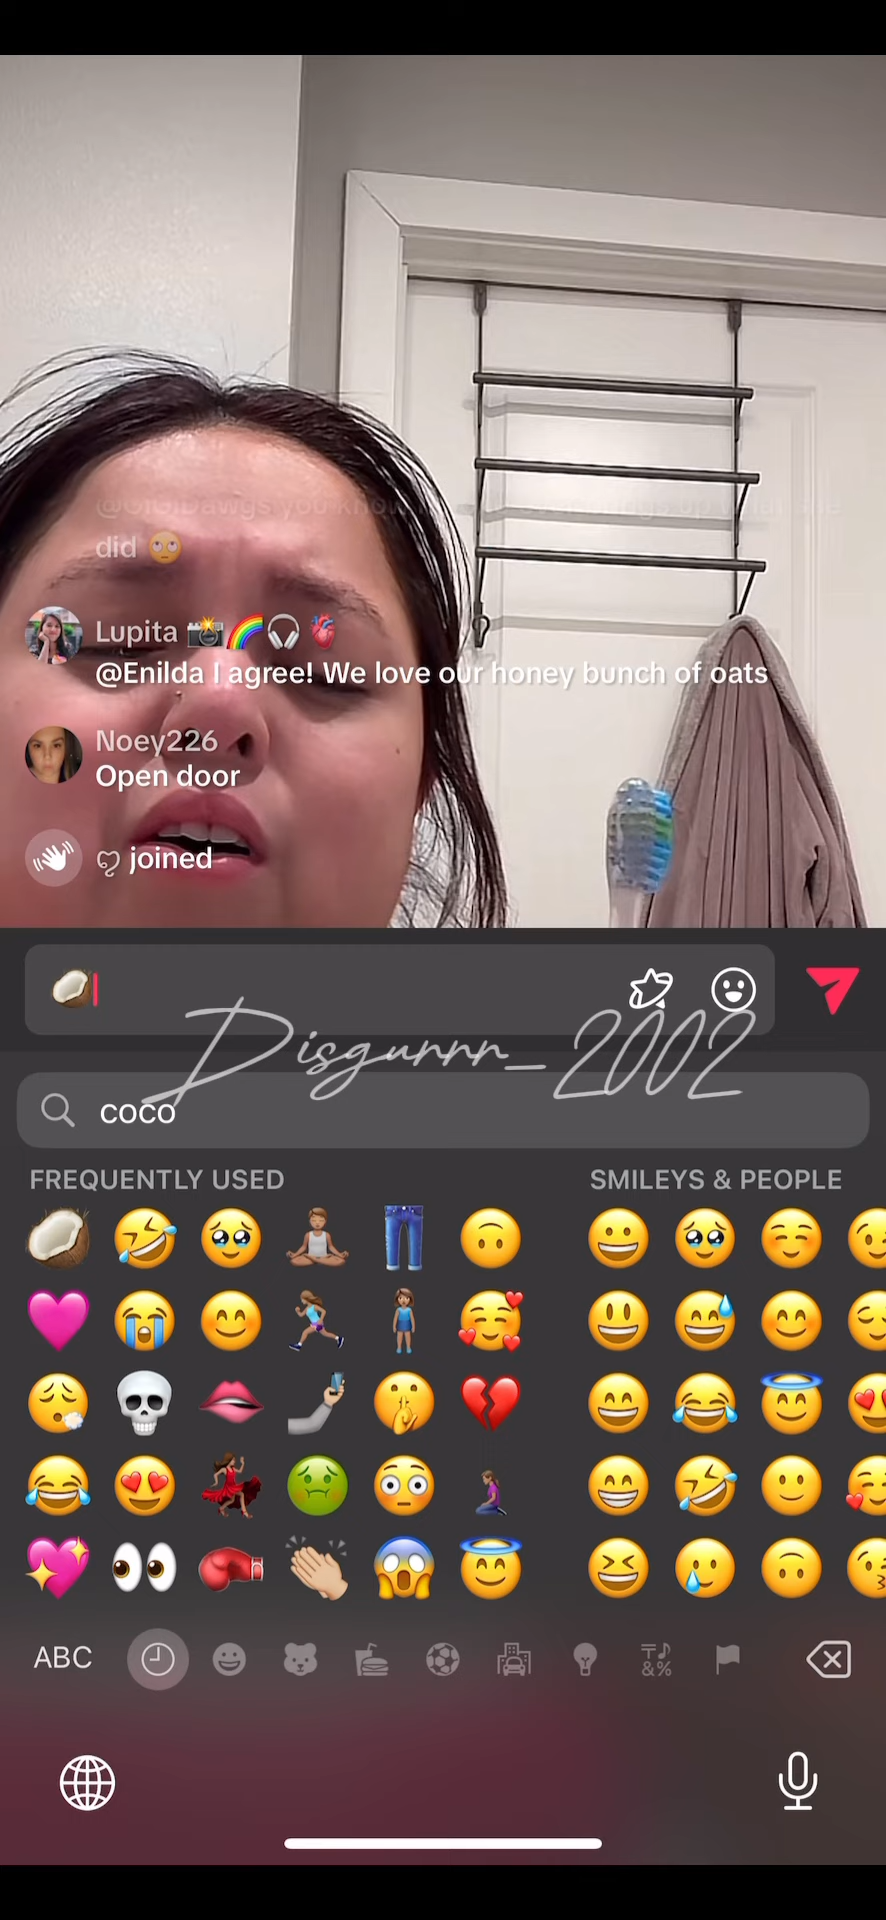 did 🙄
Lupita 📸🌈🎧🫀
@Enilda I agree! We love our honey bunch of oats
Noey226
Open door
joined
🥥
Disgunnn_2002
coco
FREQUENTLY USED
SMILEYS & PEOPLE
ABC